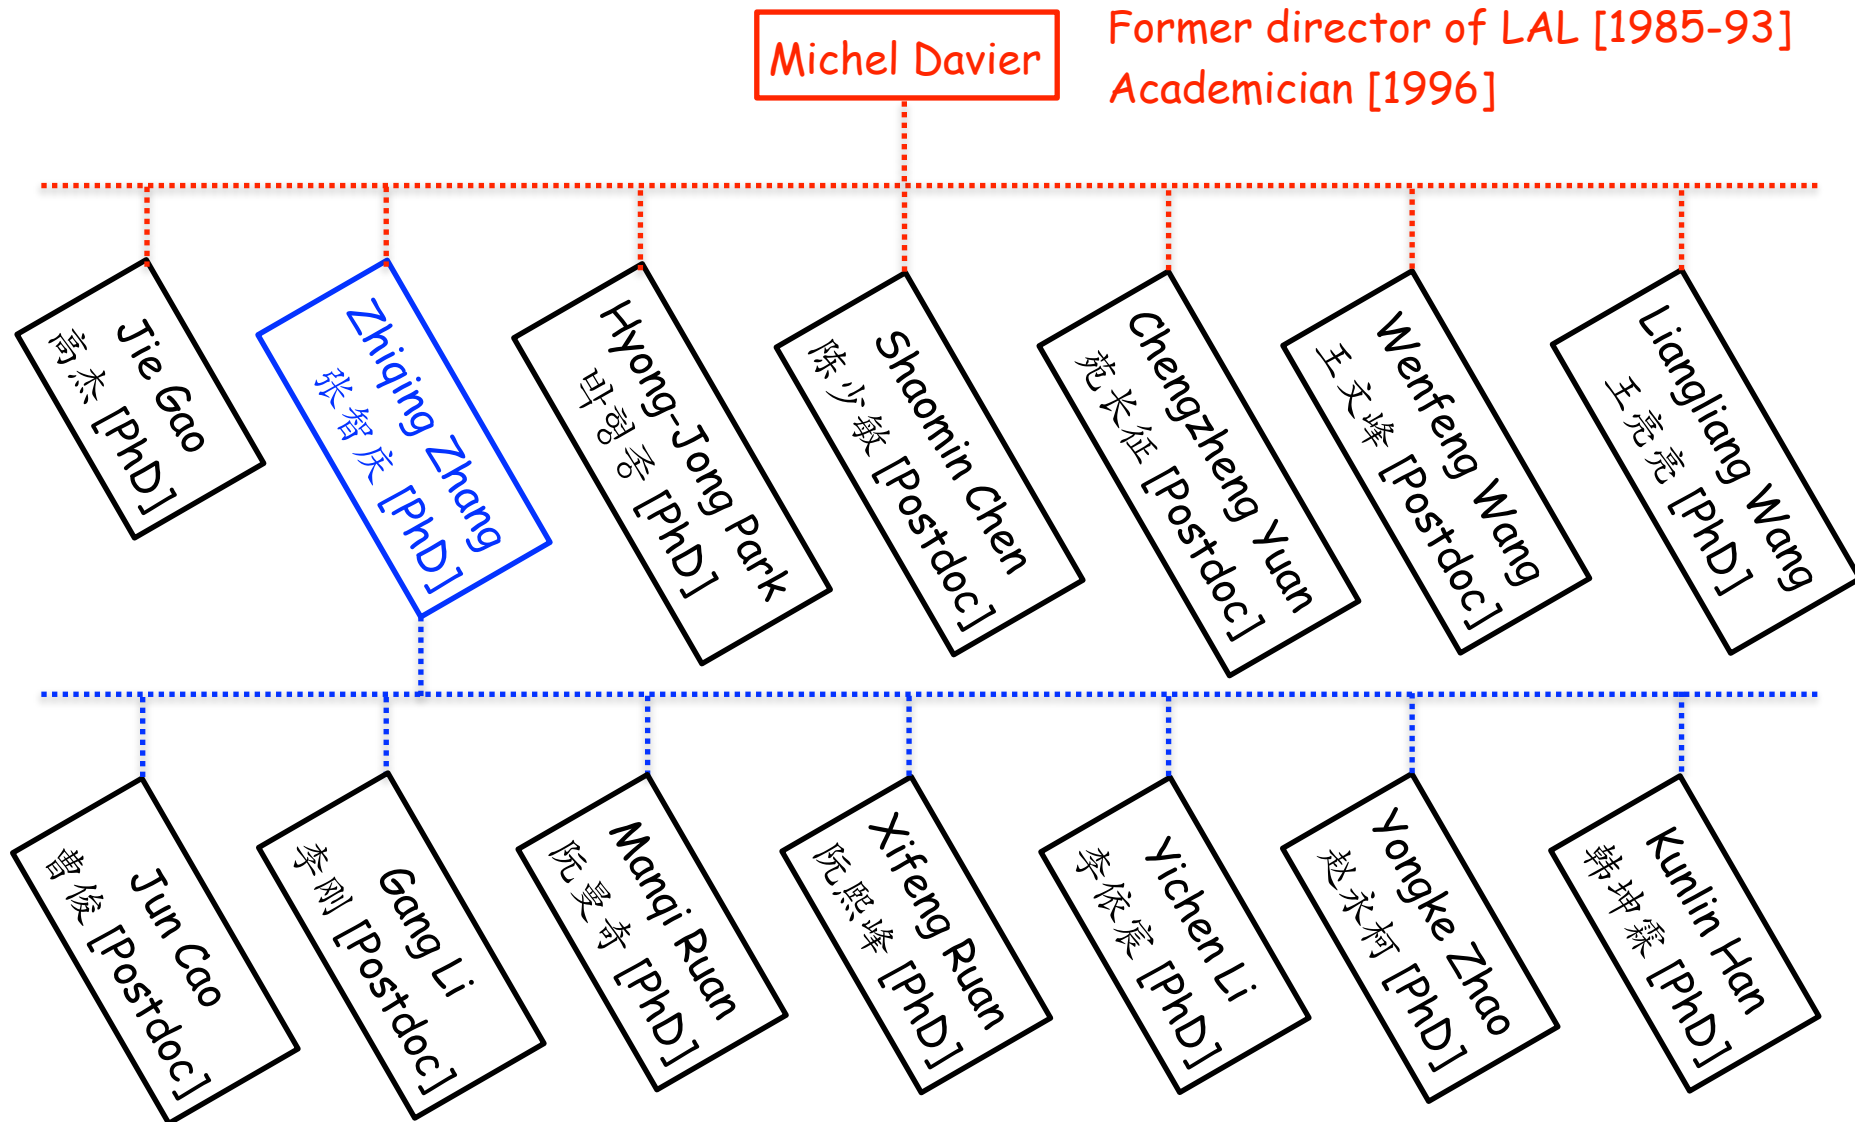 Michel Davier
Former director of LAL [1985-93]
Academician [1996]
Jie Gao
高杰 [PhD]
Zhiqing Zhang
张智庆 [PhD]
Hyong-Jong Park
박형종 [PhD]
Shaomin Chen
陈少敏 [Postdoc]
Chengzheng Yuan
苑长征 [Postdoc]
Wenfeng Wang
王文峰 [Postdoc]
Liangliang Wang
王亮亮 [PhD]
Jun Cao
曹俊 [Postdoc]
Gang Li
李刚 [Postdoc]
Manqi Ruan
阮曼奇 [PhD]
Xifeng Ruan
阮熙峰 [PhD]
Yichen Li
李依宸 [PhD]
Yongke Zhao
赵永柯 [PhD]
Kunlin Han
韩坤霖 [PhD]